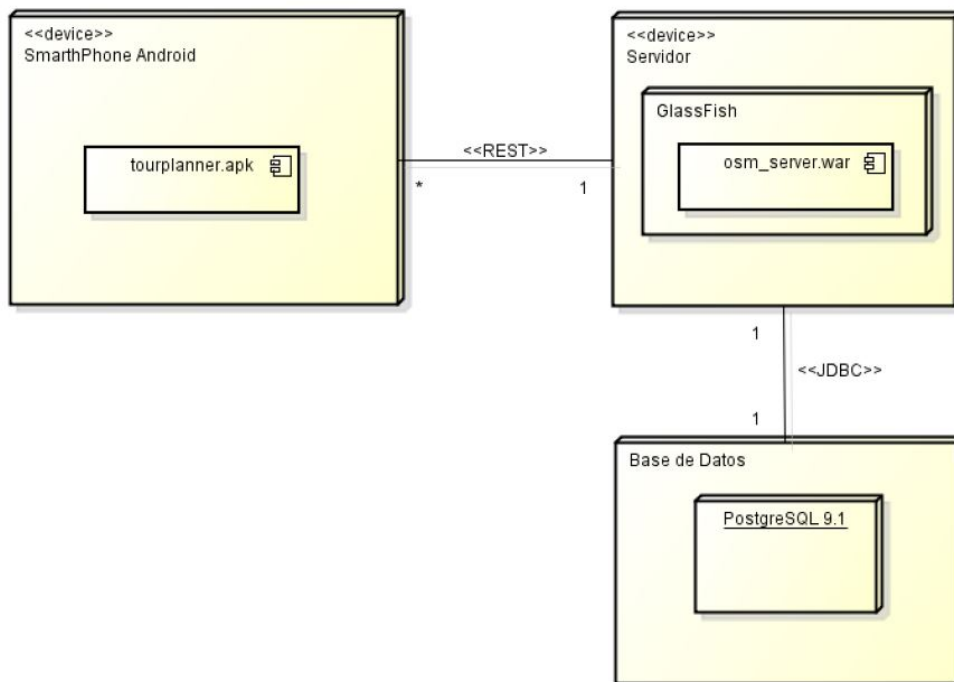 <<device>>
SmarthPhone Android
tourplanner.apk
<<REST>>
*
1
<<device>>
Servidor
GlassFish
osm_server.war
1
<<JDBC>>
1
Base de Datos
PostgreSQL 9.1